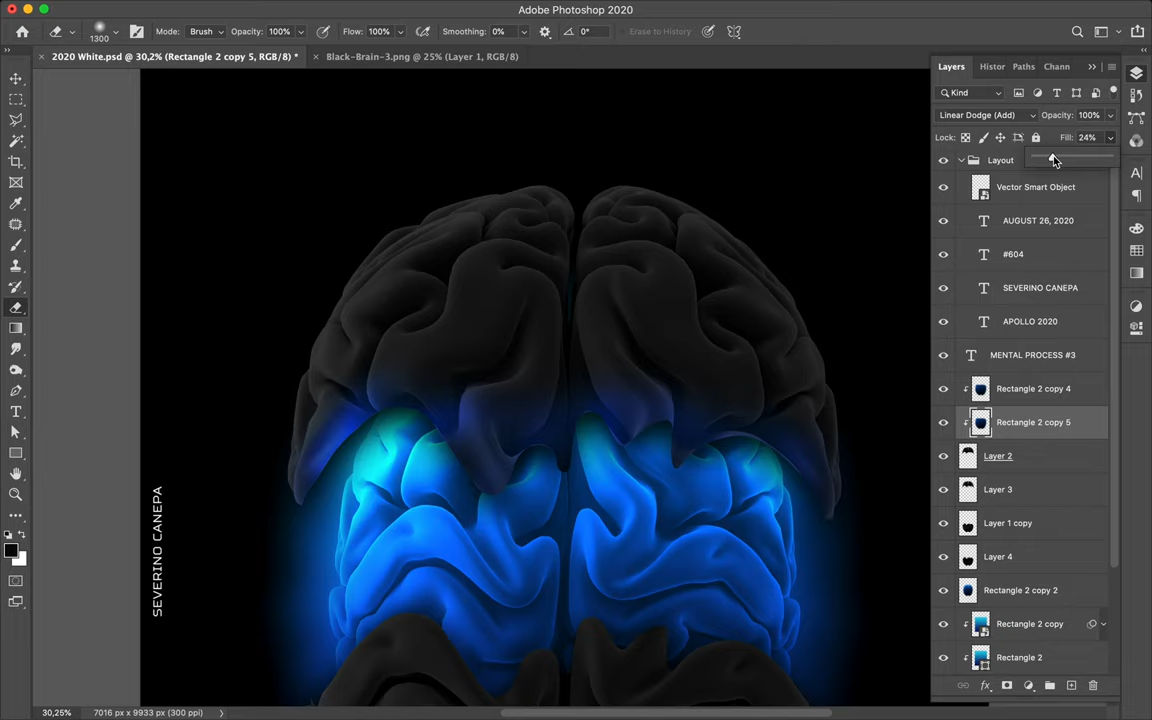 Adobe Photoshop 2020
1300
Mode: Brush
Opacity: 100%
Flow: 100%
Smoothing: 0%
0°
Erase to History
2020 White.psd @ 30,2% (Rectangle 2 copy 5, RGB/8) *
Black-Brain-3.png @ 25% (Layer 1, RGB/8)
Layers
Histor
Paths
Chann
Kind
Linear Dodge (Add)
Opacity: 100%
Lock:
Fill: 24%
Layout
Vector Smart Object
AUGUST 26, 2020
#604
SEVERINO CANEPA
APOLLO 2020
MENTAL PROCESS #3
Rectangle 2 copy 4
Rectangle 2 copy 5
Layer 2
Layer 3
Layer 1 copy
Layer 4
Rectangle 2 copy 2
Rectangle 2 copy
Rectangle 2
SEVERINO CANEPA
30,25%
7016 px x 9933 px (300 ppi)